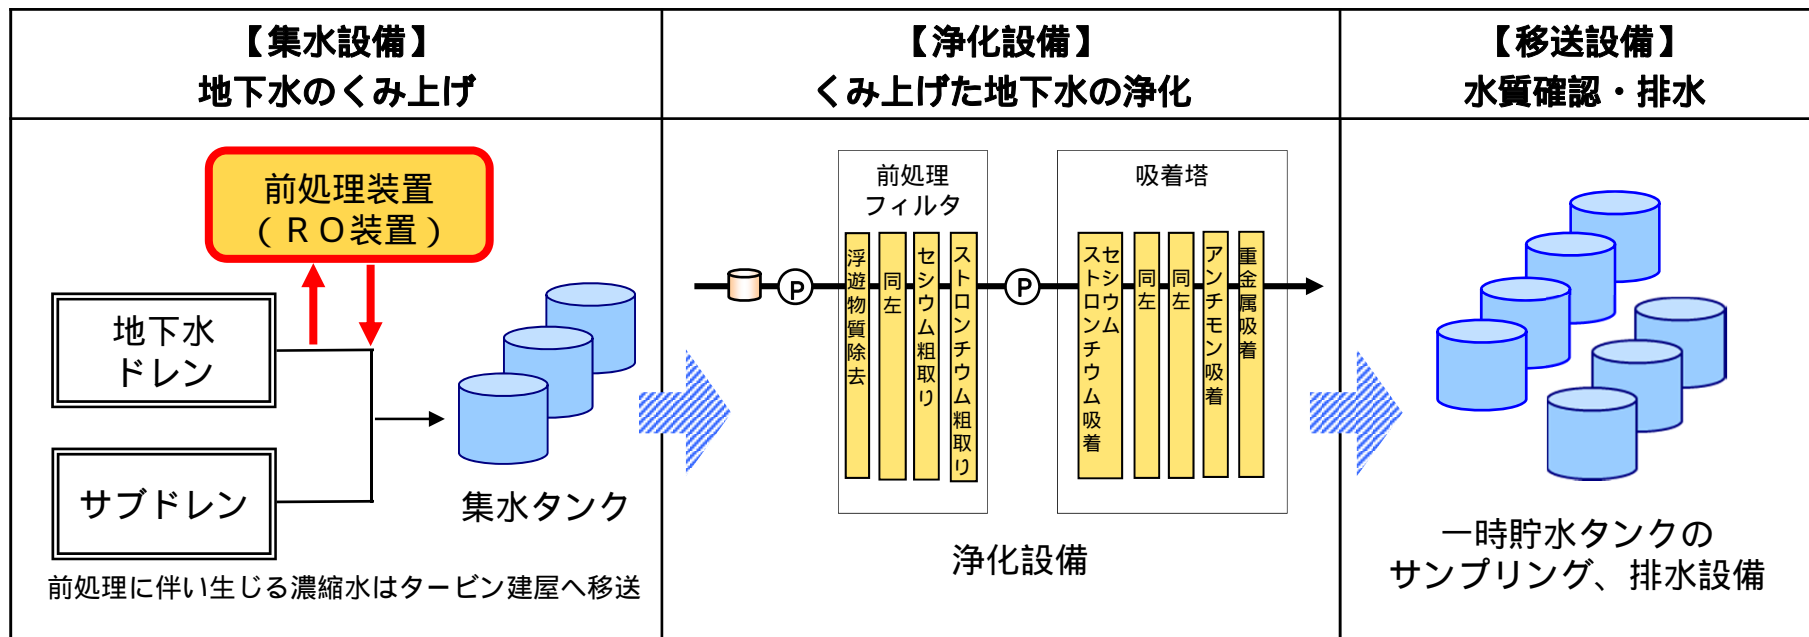 【集水設備】
地下水のくみ上げ
【浄化設備】
くみ上げた地下水の浄化
【移送設備】
水質確認・排水
前処理装置
（ＲＯ装置）
地下水
ドレン
サブドレン
集水タンク
前処理に伴い生じる濃縮水はタービン建屋へ移送
前処理
フィルタ
P
浮遊物質除去
同左
セシウム粗取り
ストロンチウム粗取り
P
吸着塔
セシウム
ストロンチウム吸着
同左
同左
アンチモン吸着
重金属吸着
浄化設備
一時貯水タンクの
サンプリング、排水設備